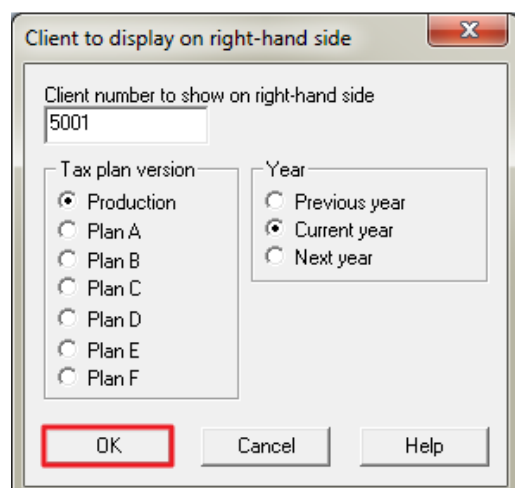 Client to display on right-hand side
Client number to show on right-hand side
5001
Tax plan version
Production
Plan A
Plan B
Plan C
Plan D
Plan E
Plan F
Year
Previous year
Current year
Next year
OK
Cancel
Help